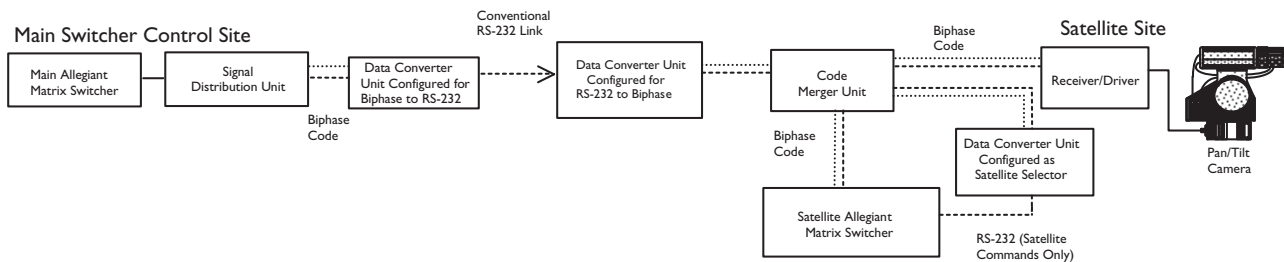 Main Switcher Control Site
Main Allegiant
Matrix Switcher
Signal
Distribution Unit
Biphase
Code
Data Converter
Unit Configured for
Biphase to RS-232
Conventional
RS-232 Link
Data Converter Unit
Configured for
RS-232 to Biphase
Code
Merger Unit
Biphase
Code
Biphase
Code
Satellite Site
Receiver/Driver
Pan/Tilt
Camera
Data Converter Unit
Configured as
Satellite Selector
Satellite Allegiant
Matrix Switcher
RS-232 (Satellite
Commands Only)